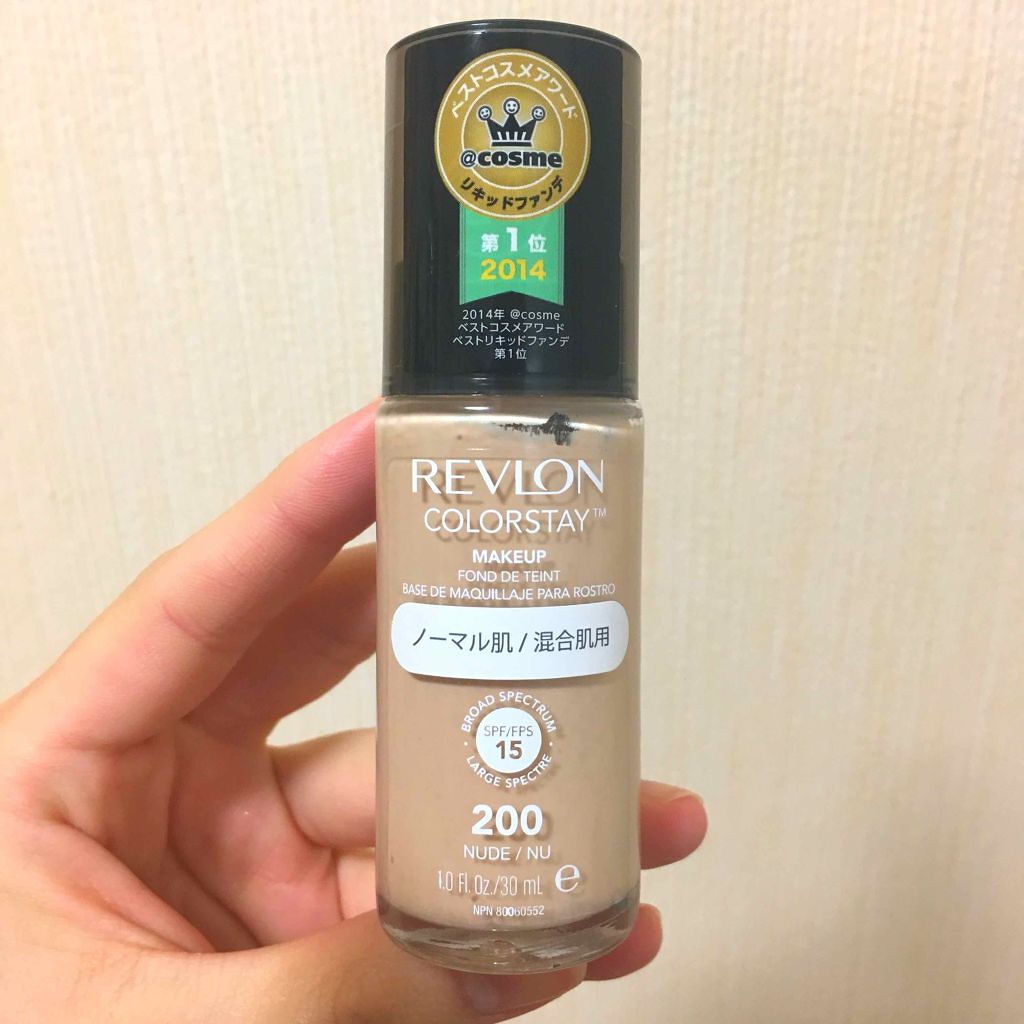 ベストコスメアワード
@cosme
リキッドファンデ
第1位
2014
2014年 @cosme
ベストコスメアワード
ベストリキッドファンデ
第1位
REVLON
COLORSTAY™
MAKEUP
FOND DE TEINT
BASE DE MAQUILLAJE PARA ROSTRO
ノーマル肌 / 混合肌用
BROAD SPECTRUM
SPF/FPS
15
LARGE SPECTRE
200
NUDE / NU
1.0 Fl. Oz./30 mL e
NPN 80060552